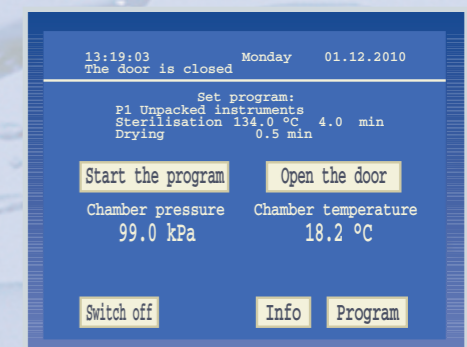 13:19:03 Monday 01.12.2010
The door is closed
Set program:
P1 Unpacked instruments
Sterilisation 134.0 ºC 4.0 min
Drying 0.5 min
Start the program Open the door
Chamber pressure Chamber temperature
99.0 kPa 18.2 ºC
Switch off Info Program